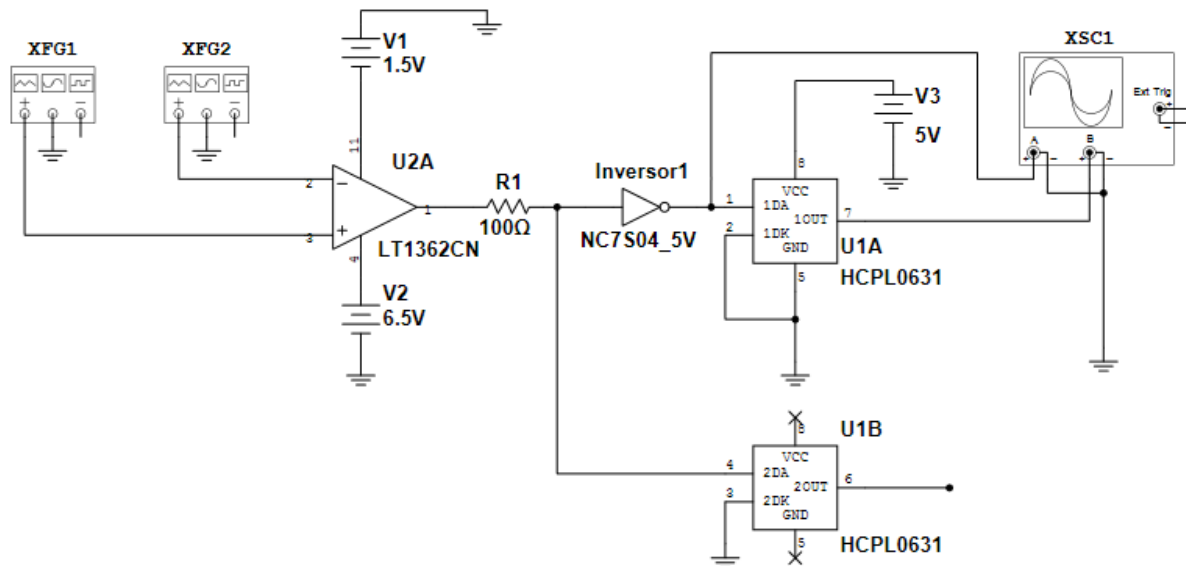 XFG1
XFG2
V1
1.5V
XSC1
Ext Trig
+
−
A
B
+ − + −
V3
5V
+ −
+ −
11
U2A
2
−
3
+
1
4
LT1362CN
R1
100Ω
Inversor1
NC7S04_5V
8
VCC
1 1DA
1OUT 7
2 1DK
GND
5
U1A
HCPL0631
V2
6.5V
8
U1B
VCC
4 2DA
2OUT 6
3 2DK
GND
5
HCPL0631